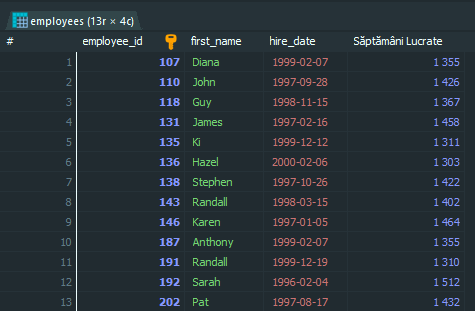 employees (13r × 4c)
# employee_id first_name hire_date Săptămâni Lucrate
1 107 Diana 1999-02-07 1 355
2 110 John 1997-09-28 1 426
3 118 Guy 1998-11-15 1 367
4 131 James 1997-02-16 1 458
5 135 Ki 1999-12-12 1 311
6 136 Hazel 2000-02-06 1 303
7 138 Stephen 1997-10-26 1 422
8 143 Randall 1998-03-15 1 402
9 146 Karen 1997-01-05 1 464
10 187 Anthony 1999-02-07 1 355
11 191 Randall 1999-12-19 1 310
12 192 Sarah 1996-02-04 1 512
13 202 Pat 1997-08-17 1 432